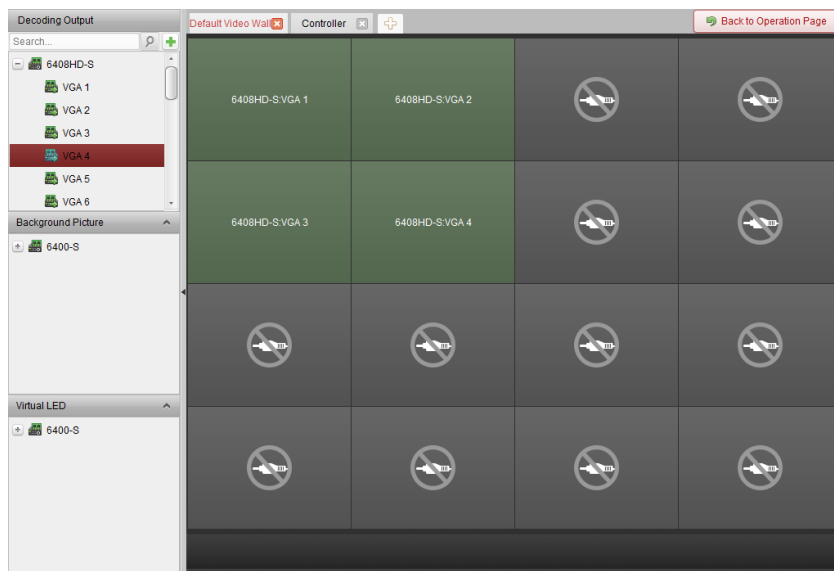 Decoding Output
Default Video Wall
Controller
Back to Operation Page
Search...
6408HD-S
VGA 1
VGA 2
VGA 3
VGA 4
VGA 5
VGA 6
Background Picture
6400-S
Virtual LED
6400-S
6408HD-S:VGA 1
6408HD-S:VGA 2
6408HD-S:VGA 3
6408HD-S:VGA 4